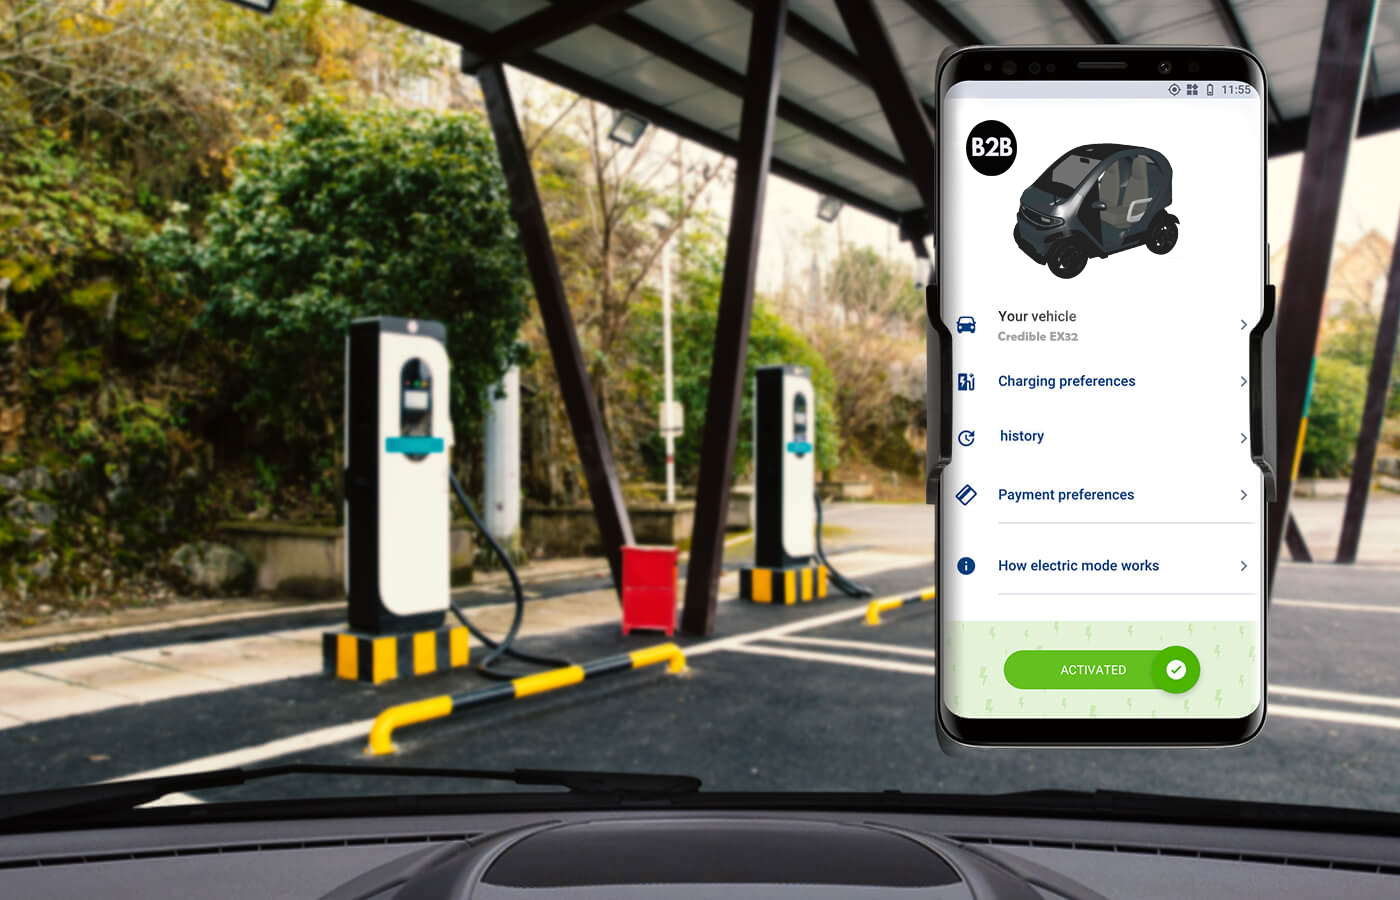 11:55
B2B
Your vehicle
Credible EX32
Charging preferences
history
Payment preferences
How electric mode works
ACTIVATED